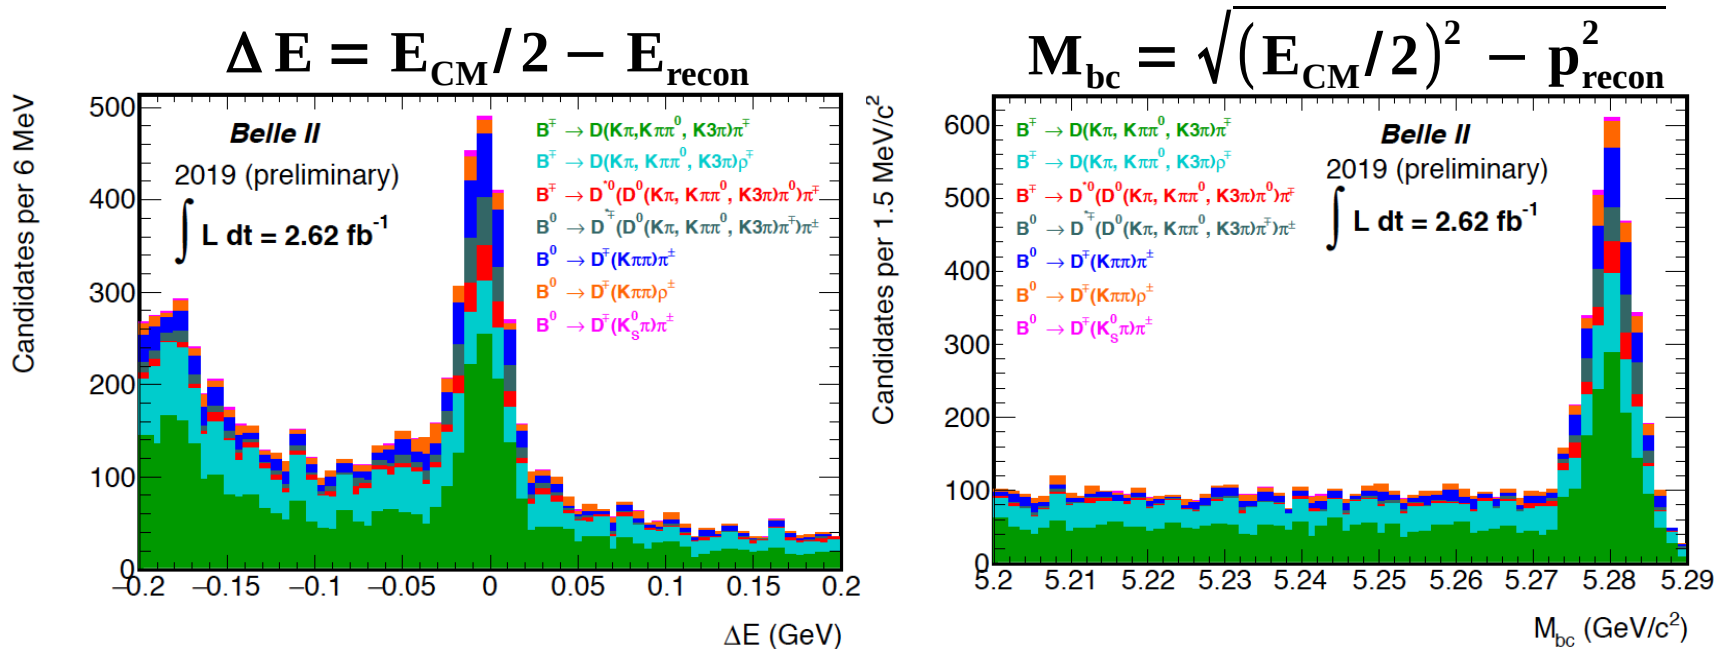 Δ E = E_CM/2 − E_recon
M_bc = √((E_CM/2)² − p²_recon)
Candidates per 6 MeV
500
400
300
200
100
0
Belle II
2019 (preliminary)
∫ L dt = 2.62 fb⁻¹
B∓ → D(Kπ,Kππ⁰, K3π)π∓
B∓ → D(Kπ, Kππ⁰, K3π)ρ∓
B∓ → D*⁰(D⁰(Kπ, Kππ⁰, K3π)π⁰)π∓
B⁰ → D*∓(D⁰(Kπ, Kππ⁰, K3π)π∓)π±
B⁰ → D∓(Kππ)π±
B⁰ → D∓(Kππ)ρ±
B⁰ → D∓(K⁰_Sπ)π±
−0.2 −0.15 −0.1 −0.05 0 0.05 0.1 0.15 0.2
ΔE (GeV)
Candidates per 1.5 MeV/c²
600
500
400
300
200
100
0
B∓ → D(Kπ, Kππ⁰, K3π)π∓
B∓ → D(Kπ, Kππ⁰, K3π)ρ∓
B∓ → D*⁰(D⁰(Kπ, Kππ⁰, K3π)π⁰)π∓
B⁰ → D*∓(D⁰(Kπ, Kππ⁰, K3π)π∓)π±
B⁰ → D∓(Kππ)π±
B⁰ → D∓(Kππ)ρ±
B⁰ → D∓(K⁰_Sπ)π±
Belle II
2019 (preliminary)
∫ L dt = 2.62 fb⁻¹
5.2 5.21 5.22 5.23 5.24 5.25 5.26 5.27 5.28 5.29
M_bc (GeV/c²)